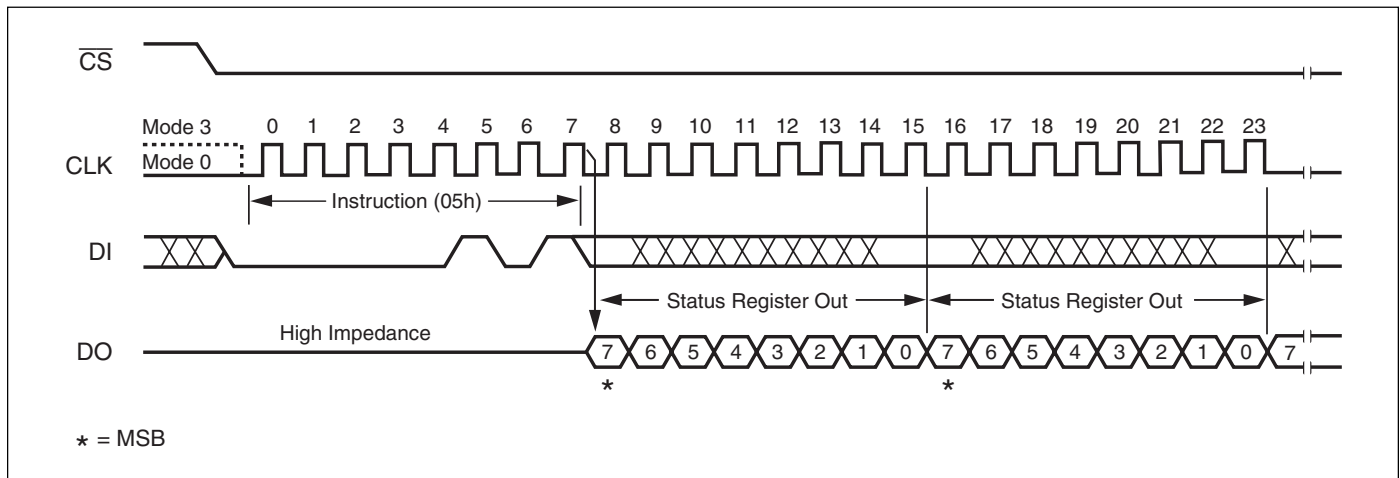 CS
Mode 3
0 1 2 3 4 5 6 7 8 9 10 11 12 13 14 15 16 17 18 19 20 21 22 23
CLK
Mode 0
Instruction (05h)
DI
Status Register Out Status Register Out
High Impedance
DO
7 6 5 4 3 2 1 0 7 6 5 4 3 2 1 0 7
* *
* = MSB